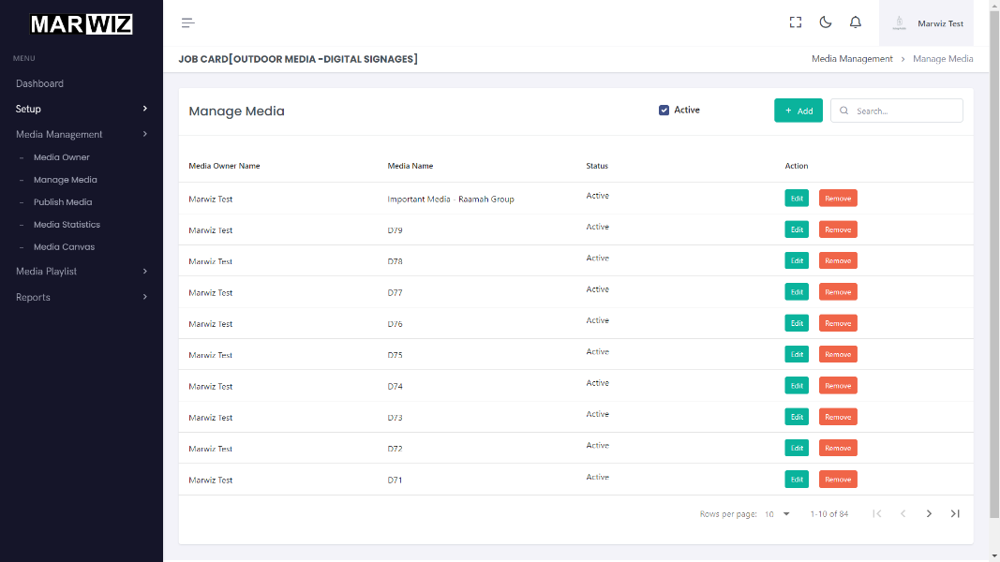 MARWIZ
Marwiz Test
MENU
JOB CARD[OUTDOOR MEDIA -DIGITAL SIGNAGES]
Media Management > Manage Media
Dashboard
Setup
Media Management
– Media Owner
– Manage Media
– Publish Media
– Media Statistics
– Media Canvas
Media Playlist
Reports
Manage Media
Active
+ Add
Search...
Media Owner Name Media Name Status Action
Marwiz Test Important Media - Raamah Group Active Edit Remove
Marwiz Test D79 Active Edit Remove
Marwiz Test D78 Active Edit Remove
Marwiz Test D77 Active Edit Remove
Marwiz Test D76 Active Edit Remove
Marwiz Test D75 Active Edit Remove
Marwiz Test D74 Active Edit Remove
Marwiz Test D73 Active Edit Remove
Marwiz Test D72 Active Edit Remove
Marwiz Test D71 Active Edit Remove
Rows per page: 10 1-10 of 84